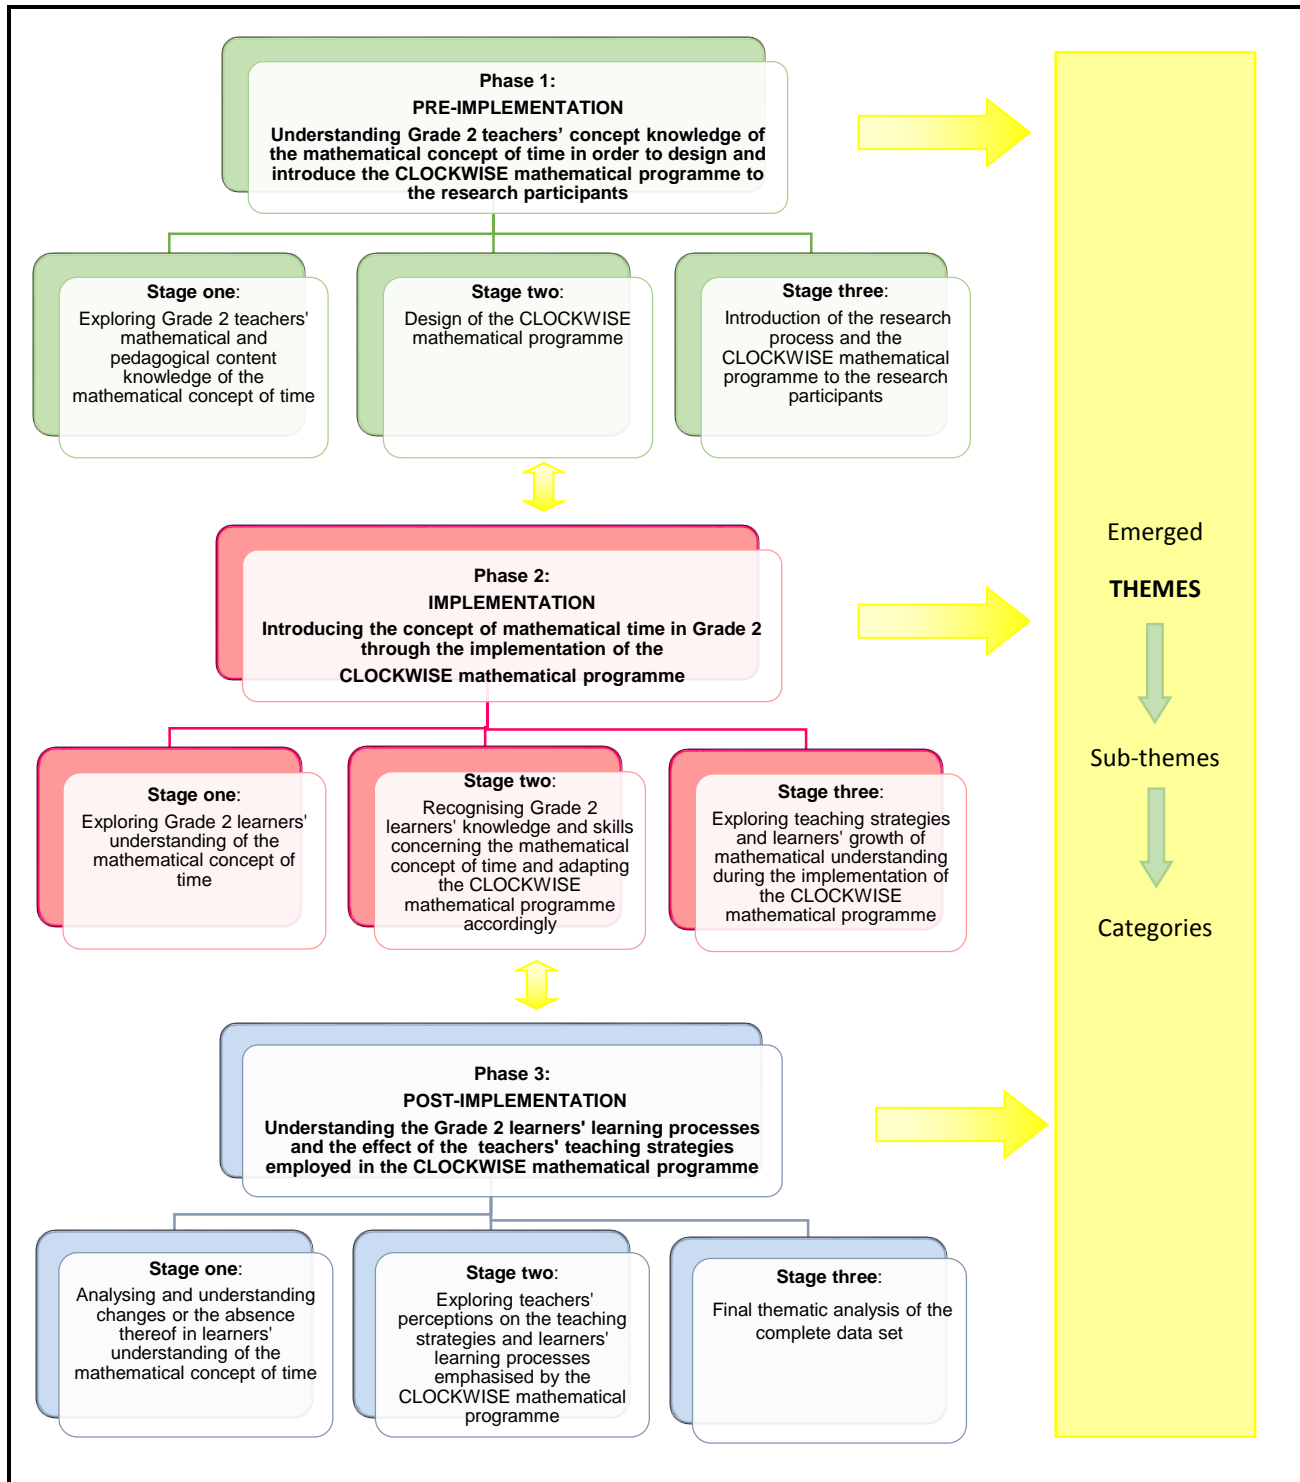 Phase 1:
PRE-IMPLEMENTATION
Understanding Grade 2 teachers’ concept knowledge of
the mathematical concept of time in order to design and
introduce the CLOCKWISE mathematical programme to
the research participants
Stage one:
Exploring Grade 2 teachers'
mathematical and
pedagogical content
knowledge of the
mathematical concept of time
Stage two:
Design of the CLOCKWISE
mathematical programme
Stage three:
Introduction of the research
process and the
CLOCKWISE mathematical
programme to the research
participants
Phase 2:
IMPLEMENTATION
Introducing the concept of mathematical time in Grade 2
through the implementation of the
CLOCKWISE mathematical programme
Stage one:
Exploring Grade 2 learners'
understanding of the
mathematical concept of
time
Stage two:
Recognising Grade 2
learners' knowledge and skills
concerning the mathematical
concept of time and adapting
the CLOCKWISE
mathematical programme
accordingly
Stage three:
Exploring teaching strategies
and learners' growth of
mathematical understanding
during the implementation of
the CLOCKWISE
mathematical programme
Phase 3:
POST-IMPLEMENTATION
Understanding the Grade 2 learners' learning processes
and the effect of the teachers' teaching strategies
employed in the CLOCKWISE mathematical programme
Stage one:
Analysing and understanding
changes or the absence
thereof in learners'
understanding of the
mathematical concept of time
Stage two:
Exploring teachers'
perceptions on the teaching
strategies and learners'
learning processes
emphasised by the
CLOCKWISE mathematical
programme
Stage three:
Final thematic analysis of the
complete data set
Emerged
THEMES
Sub-themes
Categories